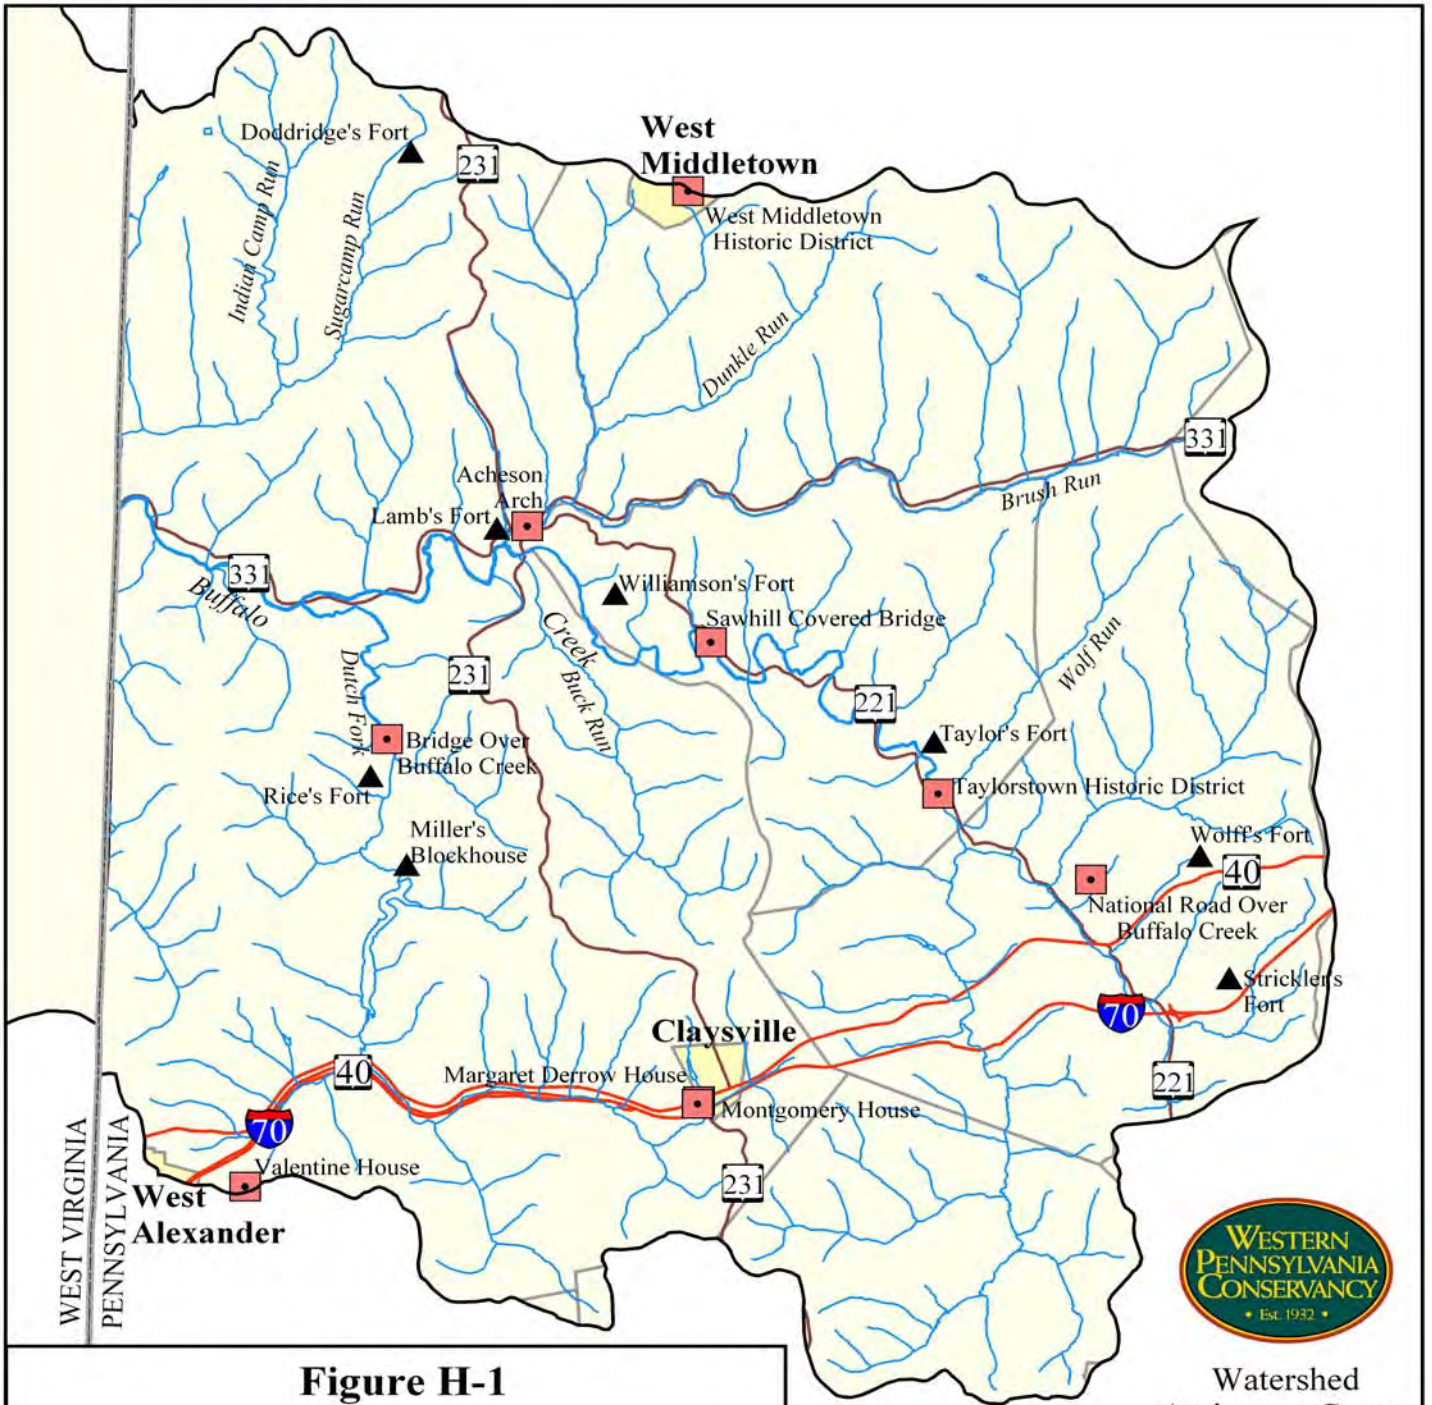 West
Middletown
Doddridge's Fort
231
West Middletown
Historic District
Indian Camp Run
Sugarcamp Run
Dunkle Run
331
Acheson
Arch
Brush Run
Lamb's Fort
331
Buffalo
Williamson's Fort
Sawhill Covered Bridge
Creek
Wolf Run
231
Dutch Fork
Buck Run
221
Taylor's Fort
Bridge Over
Buffalo Creek
Rice's Fort
Taylorstown Historic District
Miller's
Blockhouse
Wolff's Fort
40
National Road Over
Buffalo Creek
Strickler's
Fort
70
Claysville
40
Margaret Derrow House
221
Montgomery House
70
Valentine House
231
West
Alexander
WEST VIRGINIA
PENNSYLVANIA
WESTERN
PENNSYLVANIA
CONSERVANCY
• Est. 1932 •
Figure H-1
Watershed